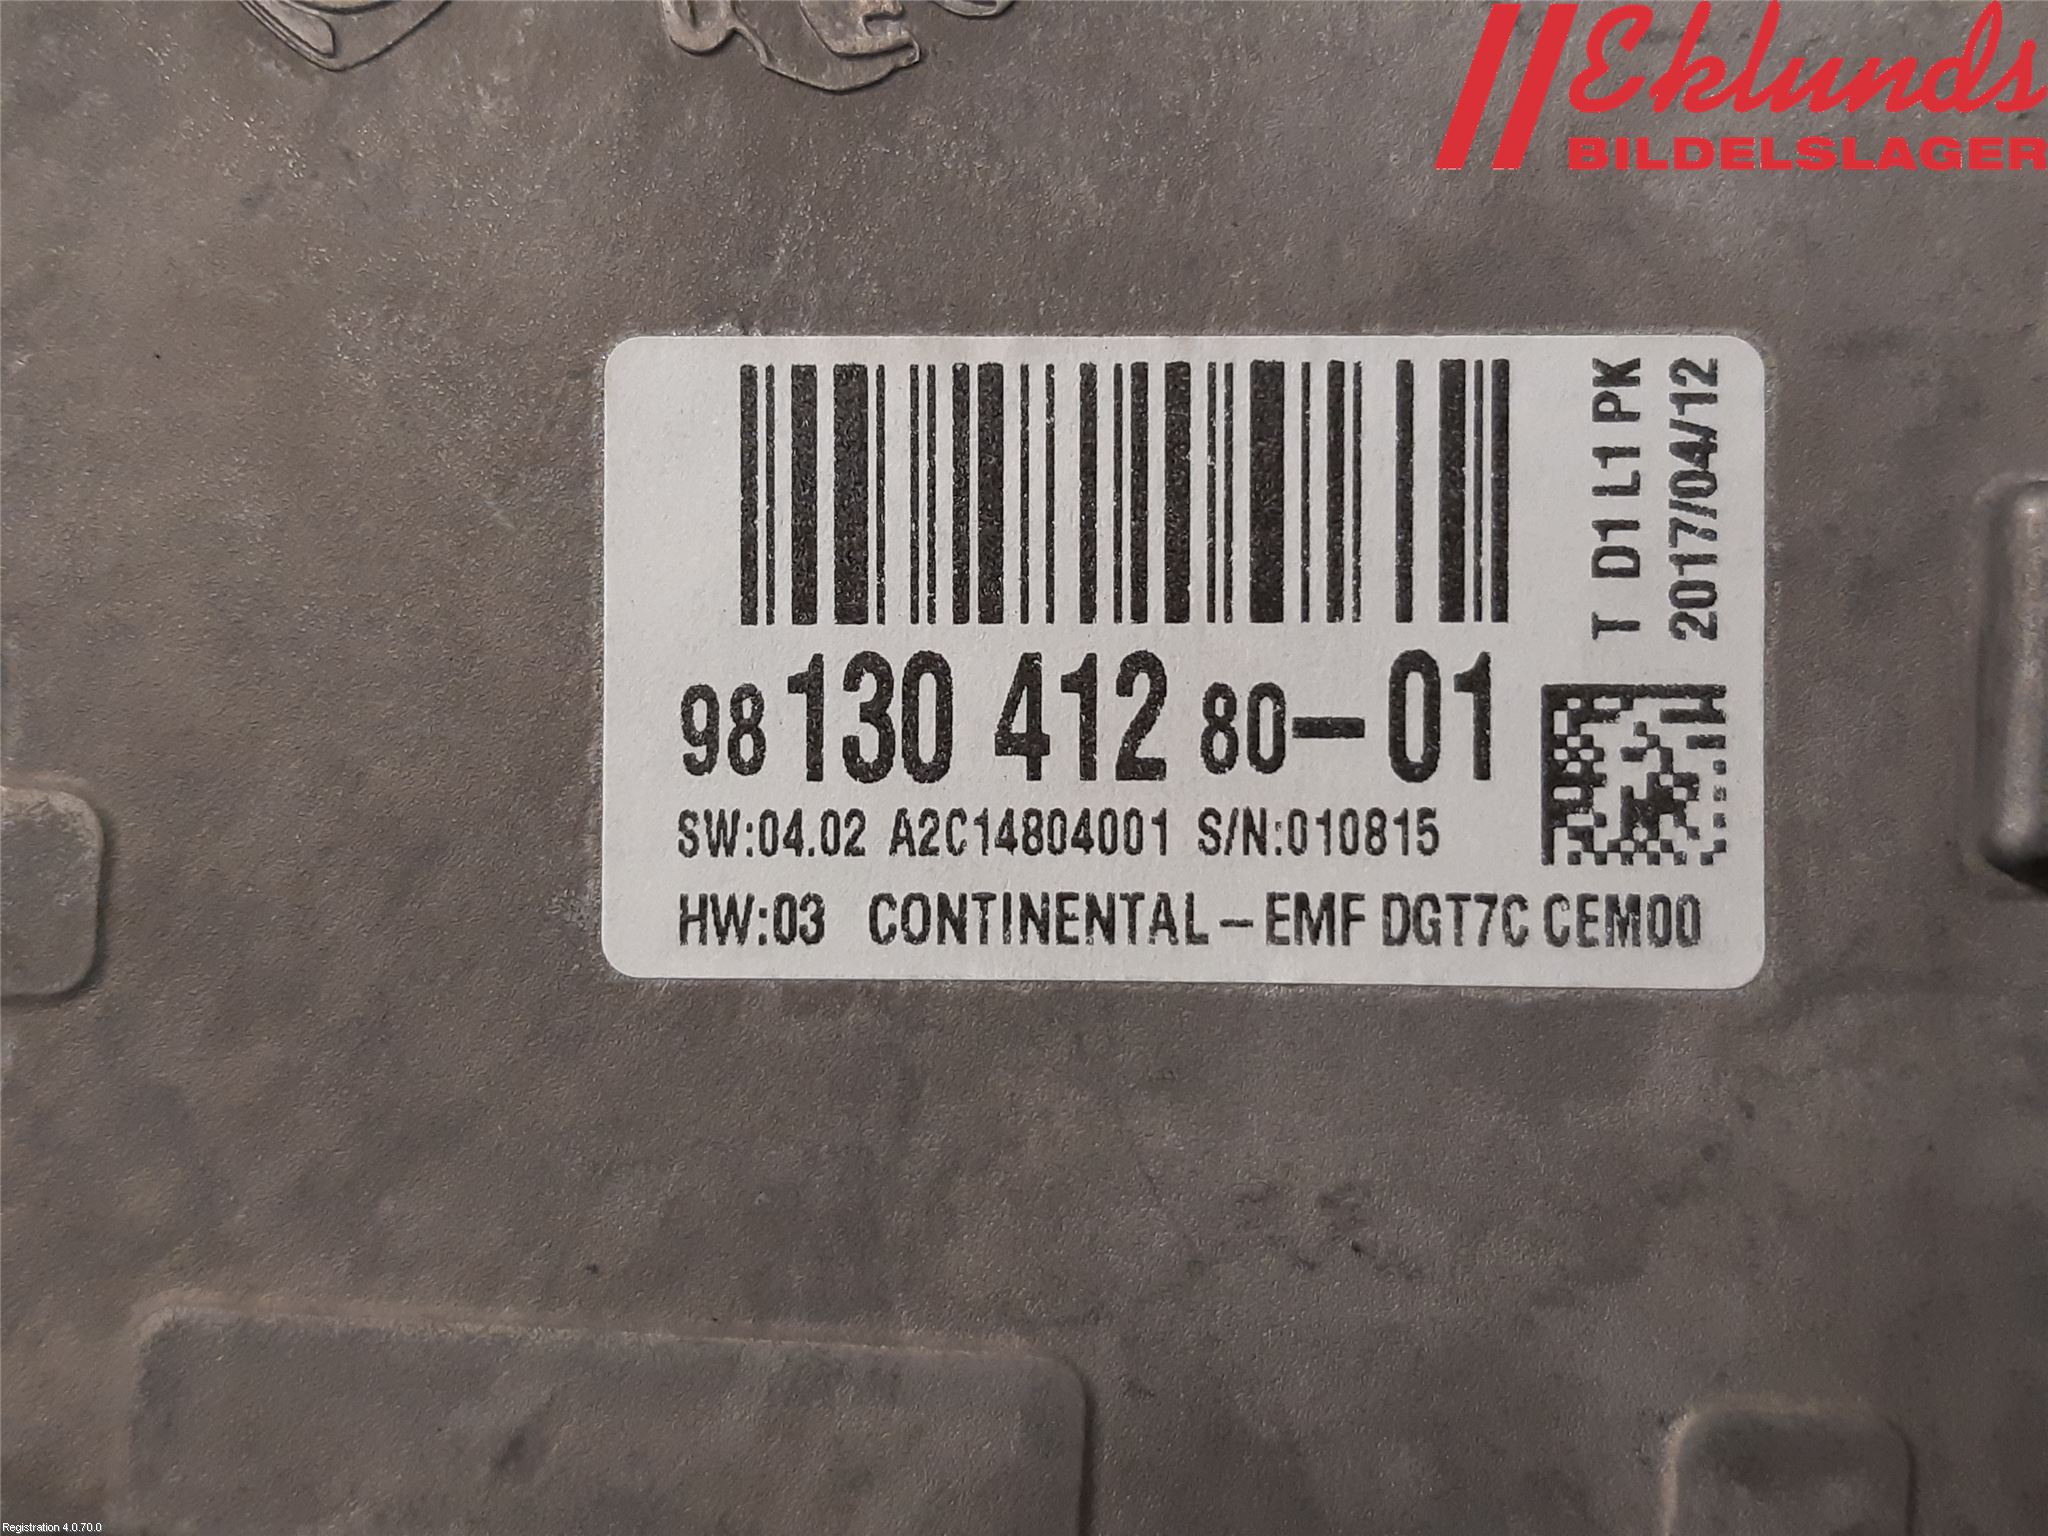 Eklunds
BILDELSLAGER
T D1 L1 PK
2017/04/12
98 130 412 80-01
SW:04.02 A2C14804001 S/N:010815
HW:03 CONTINENTAL-EMF DGT7C CEM00
Registration 4.0.70.0